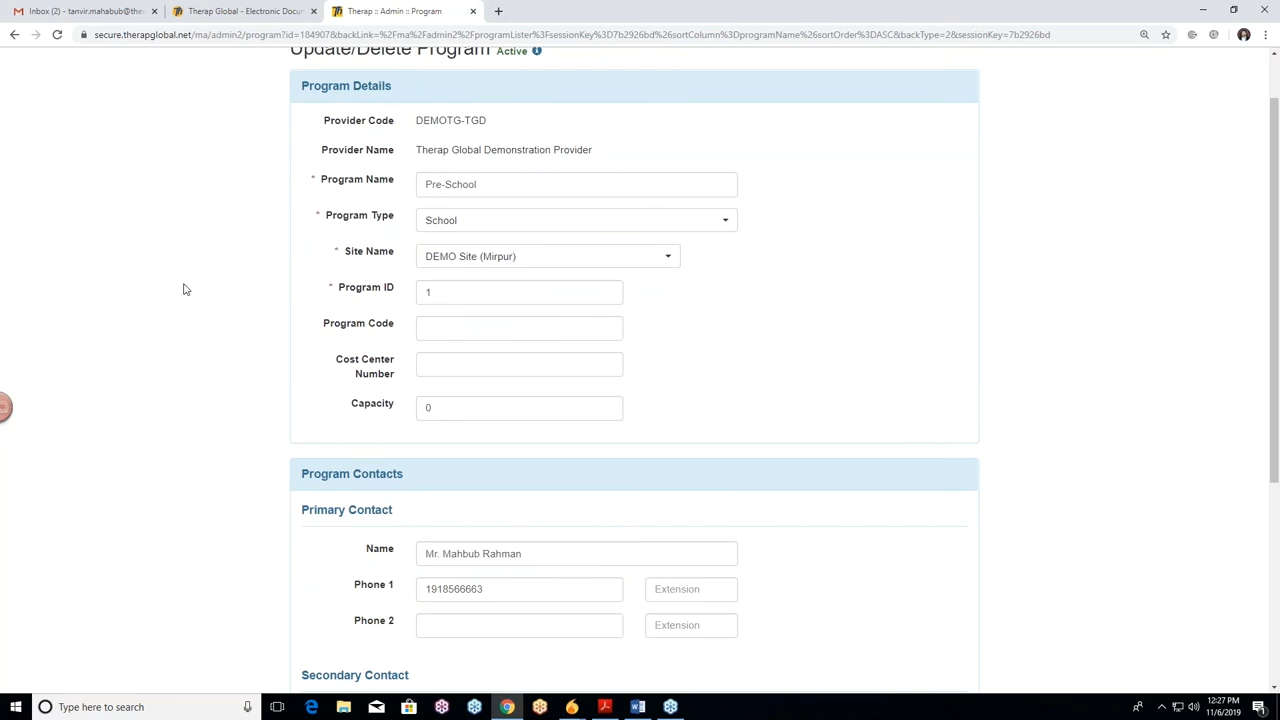 Inbox (2) - tanvir.mahabub@the
Therap Global - Electronic Docu
Therap :: Admin :: Program
secure.therapglobal.net/ma/admin2/program?id=184907&backLink=%2Fma%2Fadmin2%2FprogramLister%3FsessionKey%3D7b2926bd%26sortColumn%3DprogramName%26sortOrder%3DASC&backType=2&sessionKey=7b2926bd
Update/Delete Program Active
Program Details
Provider Code DEMOTG-TGD
Provider Name Therap Global Demonstration Provider
* Program Name Pre-School
* Program Type School
* Site Name DEMO Site (Mirpur)
* Program ID 1
Program Code
Cost Center
Number
Capacity 0
Program Contacts
Primary Contact
Name Mr. Mahbub Rahman
Phone 1 1918566663 Extension
Phone 2 Extension
Secondary Contact
Type here to search
12:27 PM
11/6/2019